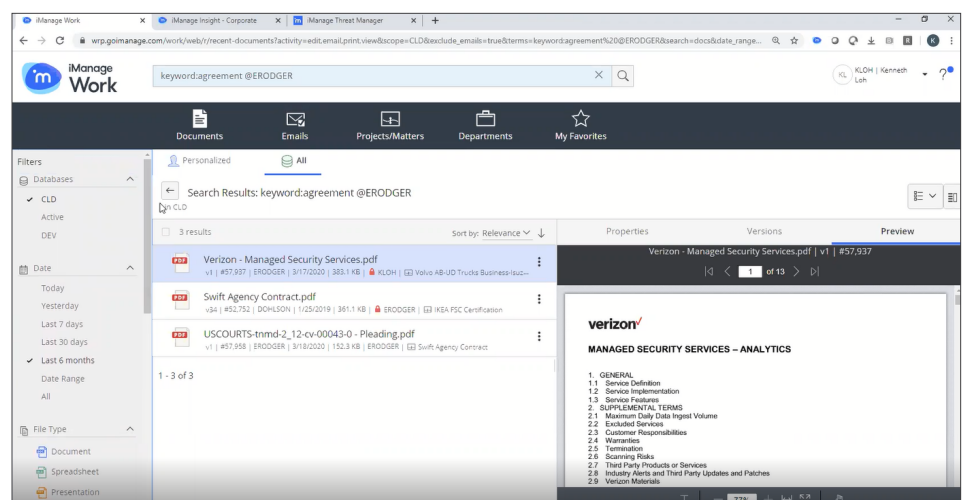 iManage Work
iManage Insight - Corporate
iManage Threat Manager
wrp.goimanage.com/work/web/r/recent-documents?activity=edit.email,print.view&scope=CLD&exclude_emails=true&terms=keyword:agreement%20@ERODGER&search=docs&date_range...
R
K
m
iManage
Work
keyword:agreement @ERODGER
KL
KLOH | Kenneth
Loh
?
Documents
Emails
Projects/Matters
Departments
My Favorites
Filters
Databases
CLD
Active
DEV
Date
Today
Yesterday
Last 7 days
Last 30 days
Last 6 months
Date Range
All
File Type
Document
Spreadsheet
Presentation
Personalized
All
Search Results: keyword:agreement @ERODGER
in CLD
3 results
Sort by: Relevance
PDF
Verizon - Managed Security Services.pdf
v1 | #57,937 | ERODGER | 3/17/2020 | 385.1 KB | KLOH | Volvo AB-UD Trucks Business-Isuz...
PDF
Swift Agency Contract.pdf
v34 | #52,752 | DOHLSON | 1/25/2019 | 361.1 KB | ERODGER | IKEA FSC Certification
PDF
USCOURTS-tnmd-2_12-cv-00043-0 - Pleading.pdf
v1 | #57,958 | ERODGER | 3/18/2020 | 152.3 KB | ERODGER | Swift Agency Contract
1 - 3 of 3
Properties
Versions
Preview
Verizon - Managed Security Services.pdf | v1 | #57,937
1 of 13
verizon
MANAGED SECURITY SERVICES – ANALYTICS
1. GENERAL
1.1 Service Definition
1.2 Service Implementation
1.3 Service Features
2. SUPPLEMENTAL TERMS
2.1 Maximum Daily Data Ingest Volume
2.2 Excluded Services
2.3 Customer Responsibilities
2.4 Warranties
2.5 Termination
2.6 Scanning Risks
2.7 Third Party Products or Services
2.8 Industry Alerts and Third Party Updates and Patches
2.9 Verizon Materials
77%